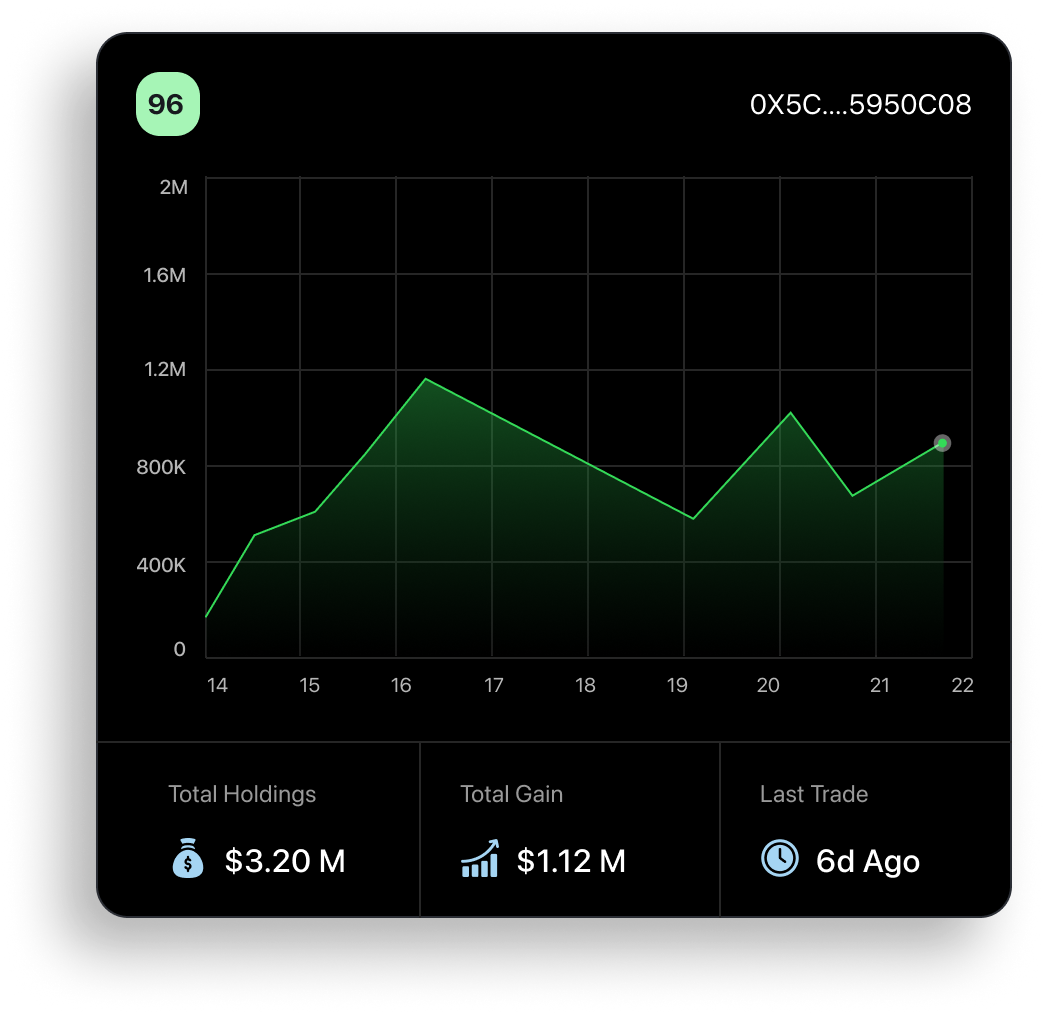 96
0X5C....5950C08
2M
1.6M
1.2M
800K
400K
0
14 15 16 17 18 19 20 21 22
Total Holdings
$3.20 M
Total Gain
$1.12 M
Last Trade
6d Ago